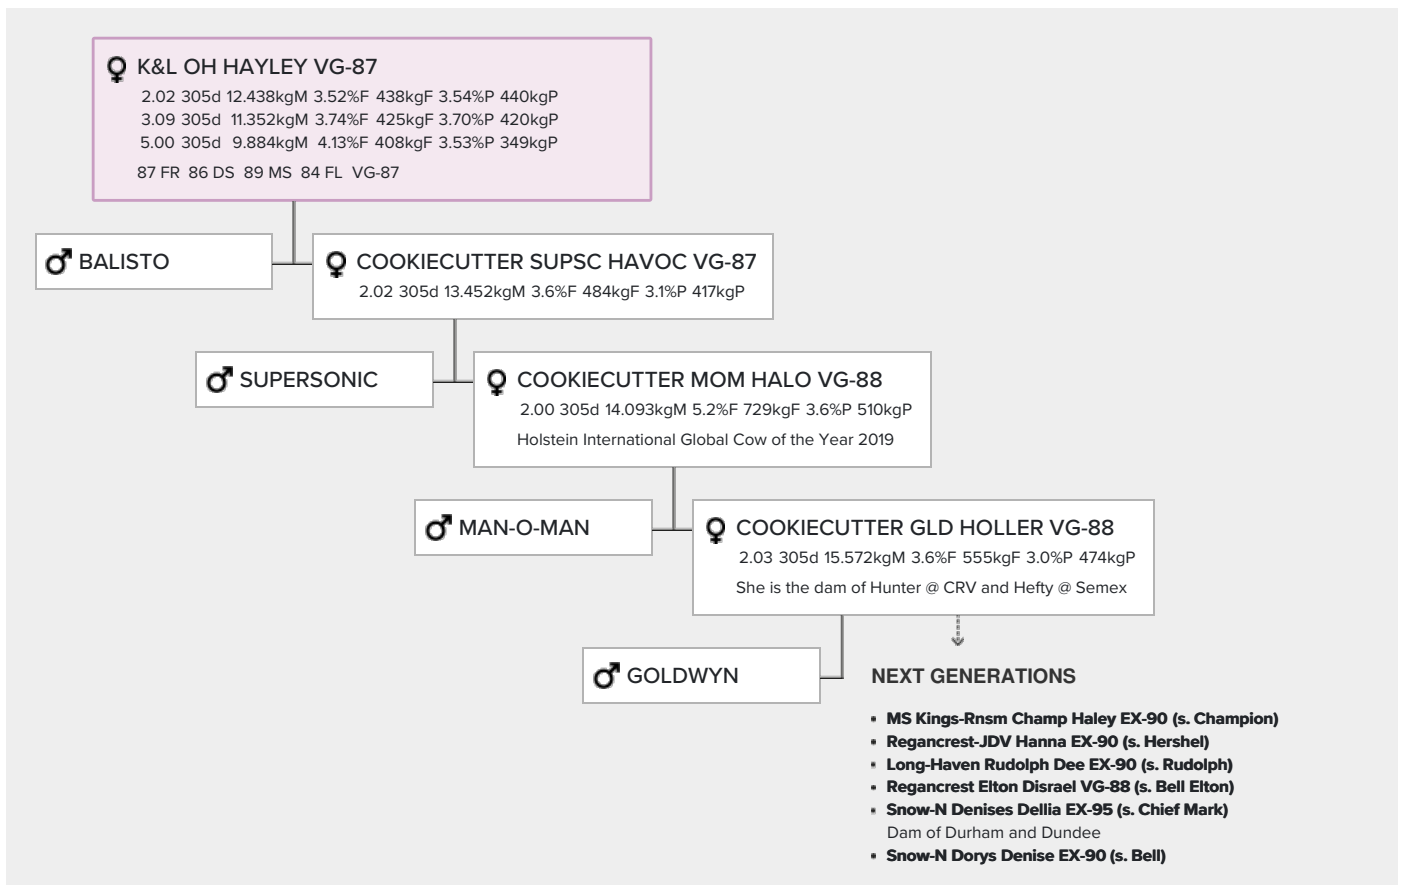 K&L OH HAYLEY VG-87
2.02 305d 12.438kgM 3.52%F 438kgF 3.54%P 440kgP
3.09 305d 11.352kgM 3.74%F 425kgF 3.70%P 420kgP
5.00 305d 9.884kgM 4.13%F 408kgF 3.53%P 349kgP
87 FR 86 DS 89 MS 84 FL VG-87
BALISTO
COOKIECUTTER SUPSC HAVOC VG-87
2.02 305d 13.452kgM 3.6%F 484kgF 3.1%P 417kgP
SUPERSONIC
COOKIECUTTER MOM HALO VG-88
2.00 305d 14.093kgM 5.2%F 729kgF 3.6%P 510kgP
Holstein International Global Cow of the Year 2019
MAN-O-MAN
COOKIECUTTER GLD HOLLER VG-88
2.03 305d 15.572kgM 3.6%F 555kgF 3.0%P 474kgP
She is the dam of Hunter @ CRV and Hefty @ Semex
GOLDWYN
NEXT GENERATIONS
• MS Kings-Rnsm Champ Haley EX-90 (s. Champion)
• Regancrest-JDV Hanna EX-90 (s. Hershel)
• Long-Haven Rudolph Dee EX-90 (s. Rudolph)
• Regancrest Elton Disrael VG-88 (s. Bell Elton)
• Snow-N Denises Dellia EX-95 (s. Chief Mark)
Dam of Durham and Dundee
• Snow-N Dorys Denise EX-90 (s. Bell)